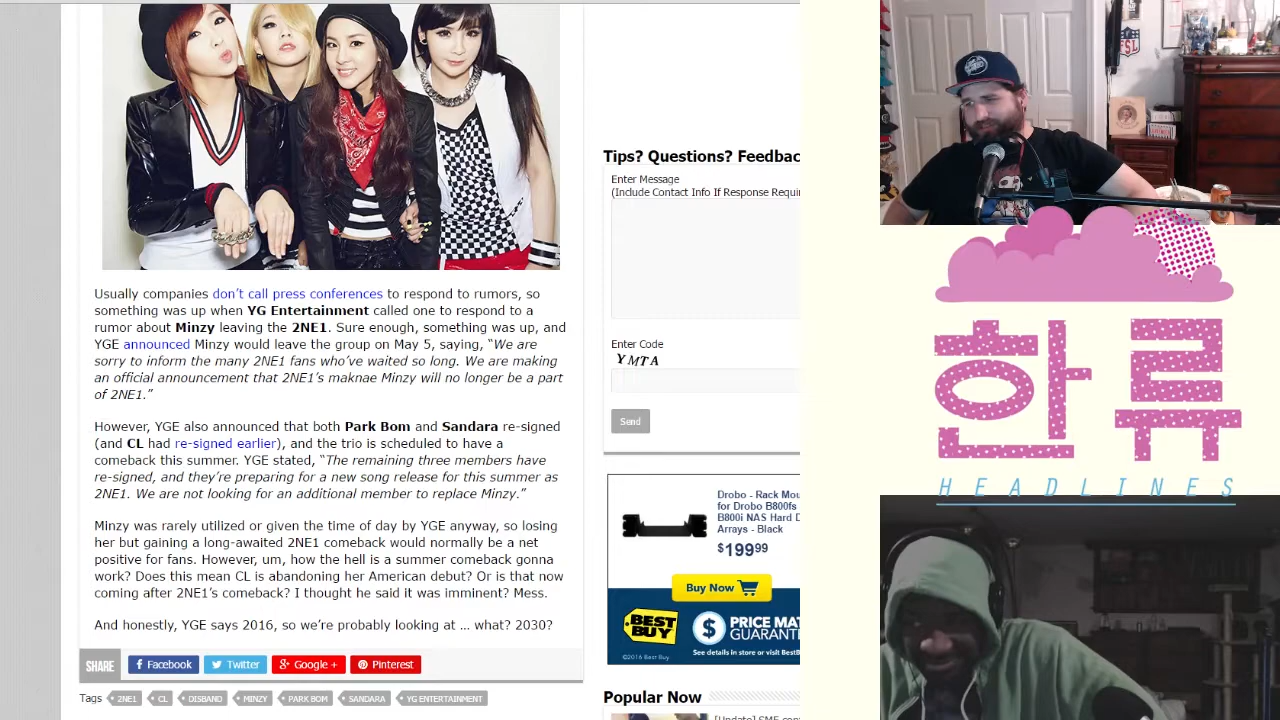 Usually companies don't call press conferences to respond to rumors, so
something was up when YG Entertainment called one to respond to a
rumor about Minzy leaving the 2NE1. Sure enough, something was up, and
YGE announced Minzy would leave the group on May 5, saying, “We are
sorry to inform the many 2NE1 fans who've waited so long. We are making
an official announcement that 2NE1's maknae Minzy will no longer be a part
of 2NE1.”
However, YGE also announced that both Park Bom and Sandara re-signed
(and CL had re-signed earlier), and the trio is scheduled to have a
comeback this summer. YGE stated, “The remaining three members have
re-signed, and they're preparing for a new song release for this summer as
2NE1. We are not looking for an additional member to replace Minzy.”
Minzy was rarely utilized or given the time of day by YGE anyway, so losing
her but gaining a long-awaited 2NE1 comeback would normally be a net
positive for fans. However, um, how the hell is a summer comeback gonna
work? Does this mean CL is abandoning her American debut? Or is that now
coming after 2NE1's comeback? I thought he said it was imminent? Mess.
And honestly, YGE says 2016, so we're probably looking at … what? 2030?
SHARE
Facebook
Twitter
Google +
Pinterest
Tags
2NE1
CL
DISBAND
MINZY
PARK BOM
SANDARA
YG ENTERTAINMENT
Tips? Questions? Feedbac
Enter Message
(Include Contact Info If Response Requi
Enter Code
YMTA
Send
Drobo - Rack Mou
for Drobo B800fs
B800i NAS Hard D
Arrays - Black
$199.99
Buy Now
BEST
BUY
PRICE MAT
GUARANTE
©2016 Best Buy
See details in store or visit BestB
Popular Now
FSL
한류
HEADLINES